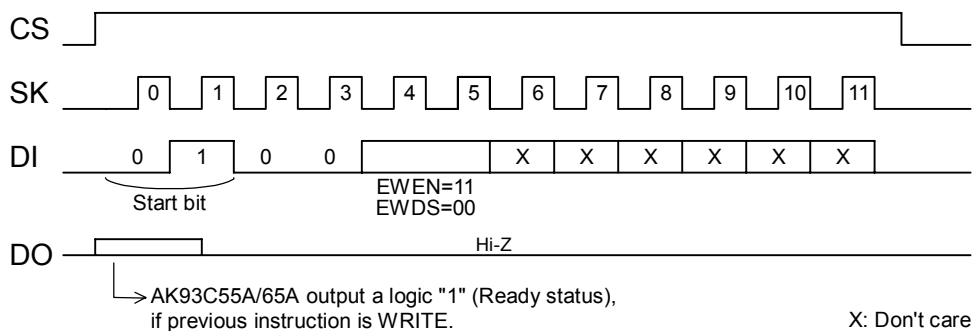 CS
SK 0 1 2 3 4 5 6 7 8 9 10 11
DI 0 1 0 0 X X X X X X
Start bit
EWEN=11
EWDS=00
DO Hi-Z
AK93C55A/65A output a logic "1" (Ready status),
if previous instruction is WRITE.
X: Don't care